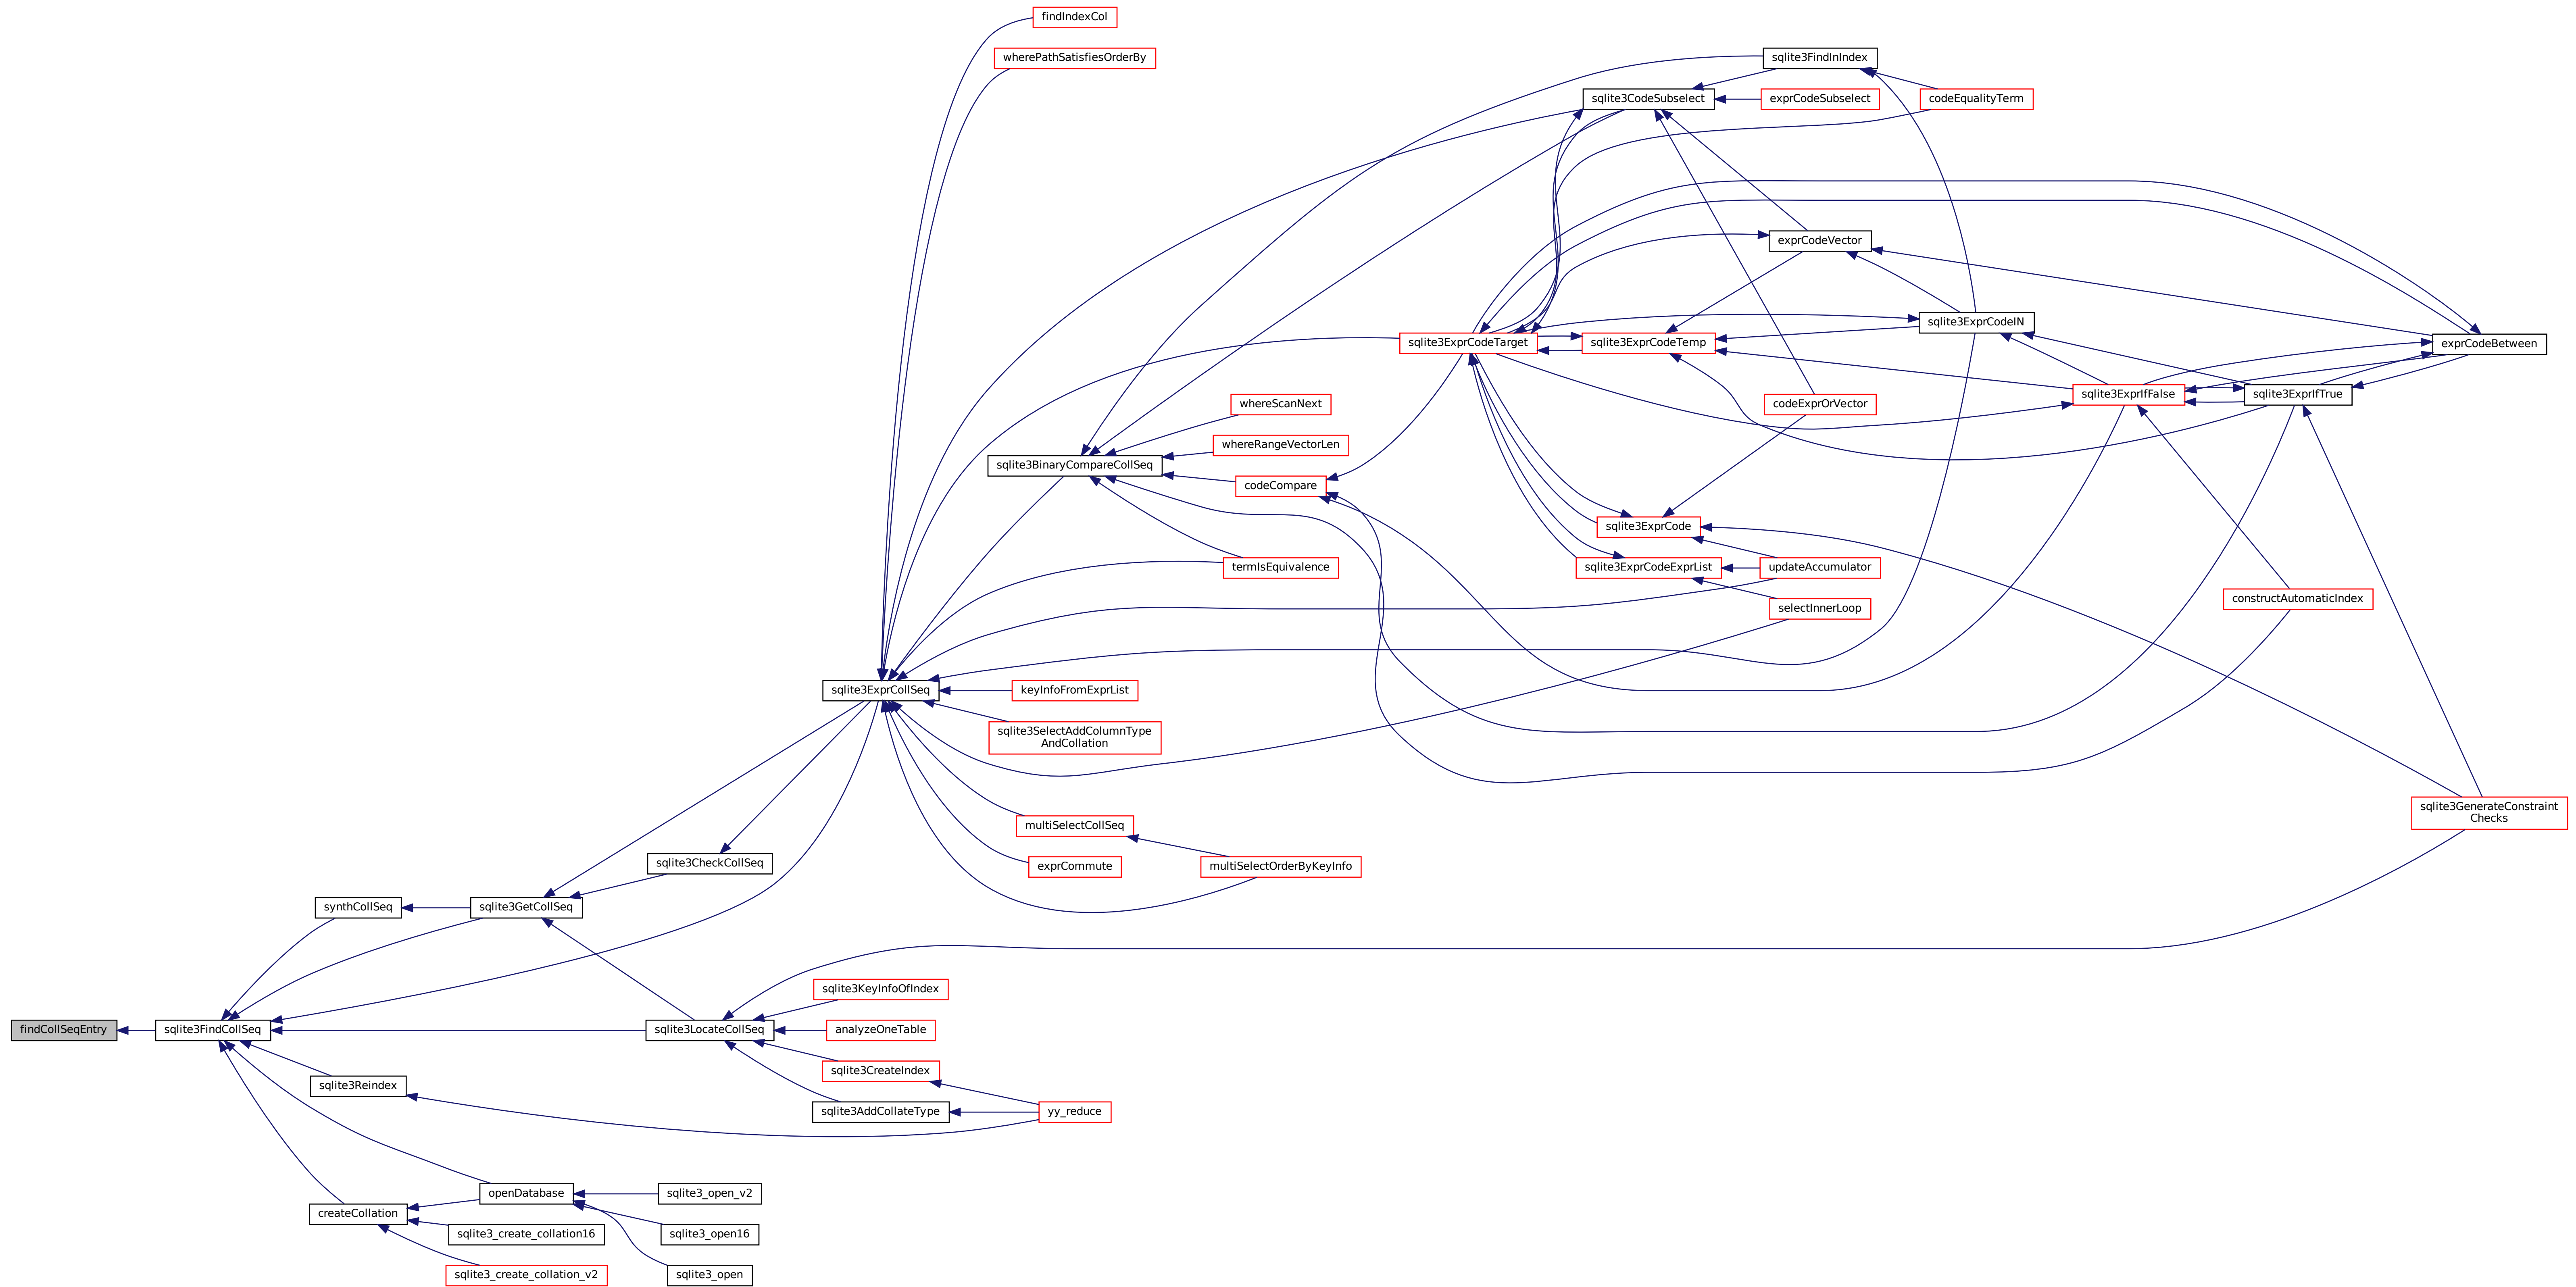 findIndexCol
wherePathSatisfiesOrderBy
sqlite3FindInIndex
sqlite3CodeSubselect
exprCodeSubselect
codeEqualityTerm
exprCodeVector
sqlite3ExprCodeIN
sqlite3ExprCodeTarget
sqlite3ExprCodeTemp
exprCodeBetween
sqlite3ExprIfFalse
sqlite3ExprIfTrue
whereScanNext
codeExprOrVector
whereRangeVectorLen
sqlite3BinaryCompareCollSeq
codeCompare
sqlite3ExprCode
termIsEquivalence
sqlite3ExprCodeExprList
updateAccumulator
selectInnerLoop
constructAutomaticIndex
sqlite3ExprCollSeq
keyInfoFromExprList
sqlite3SelectAddColumnType
AndCollation
sqlite3GenerateConstraint
Checks
multiSelectCollSeq
sqlite3CheckCollSeq
exprCommute
multiSelectOrderByKeyInfo
synthCollSeq
sqlite3GetCollSeq
sqlite3KeyInfoOfIndex
findCollSeqEntry
sqlite3FindCollSeq
sqlite3LocateCollSeq
analyzeOneTable
sqlite3CreateIndex
sqlite3Reindex
sqlite3AddCollateType
yy_reduce
openDatabase
sqlite3_open_v2
createCollation
sqlite3_create_collation16
sqlite3_open16
sqlite3_create_collation_v2
sqlite3_open